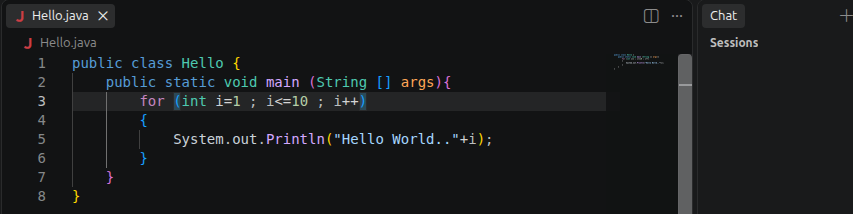 Hello.java
Chat
Sessions
Hello.java
1 public class Hello {
2     public static void main (String [] args){
3         for (int i=1 ; i<=10 ; i++)
4         {
5             System.out.Println("Hello World.."+i);
6         }
7     }
8 }